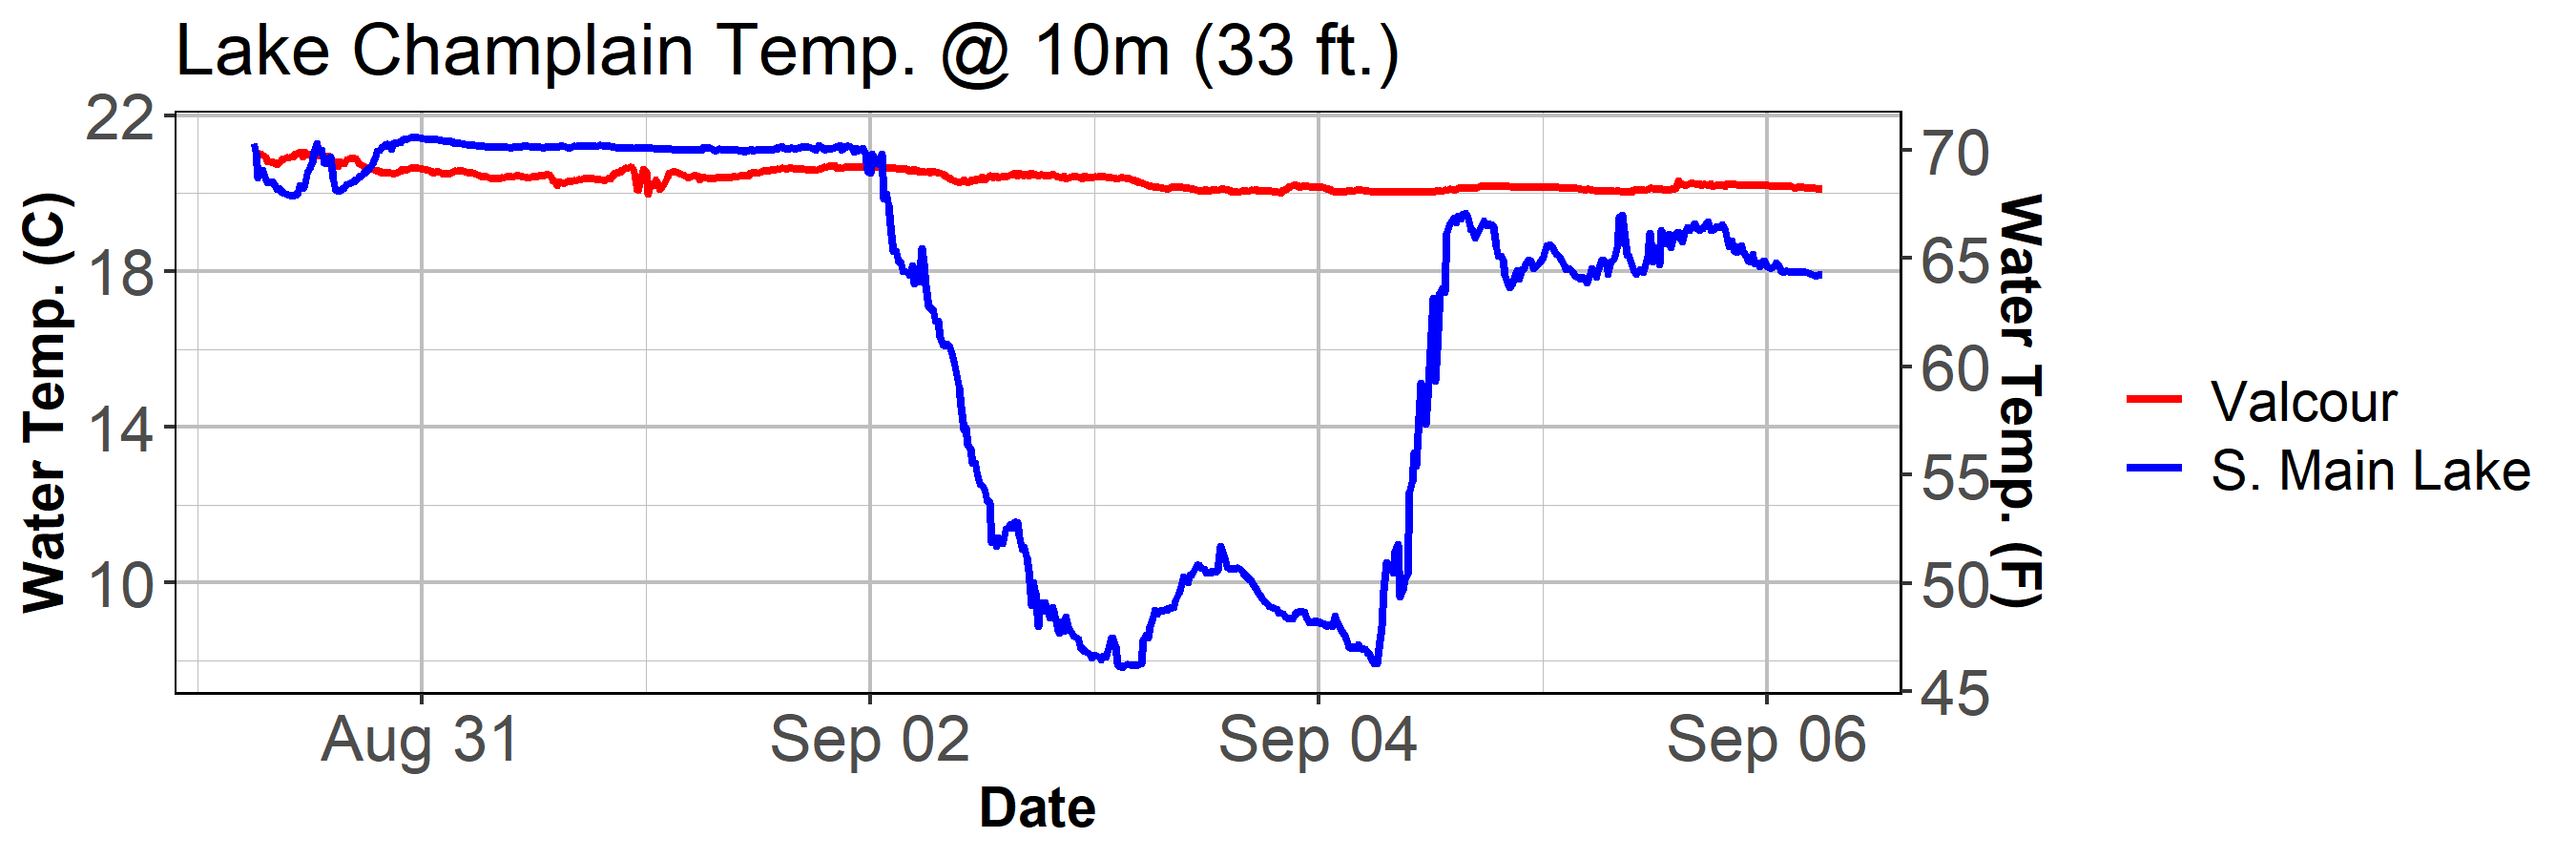 Lake Champlain Temp. @ 10m (33 ft.)
Water Temp. (C)
22
18
14
10
70
65
60
55
50
45
Water Temp. (F)
Aug 31
Sep 02
Sep 04
Sep 06
Date
Valcour
S. Main Lake